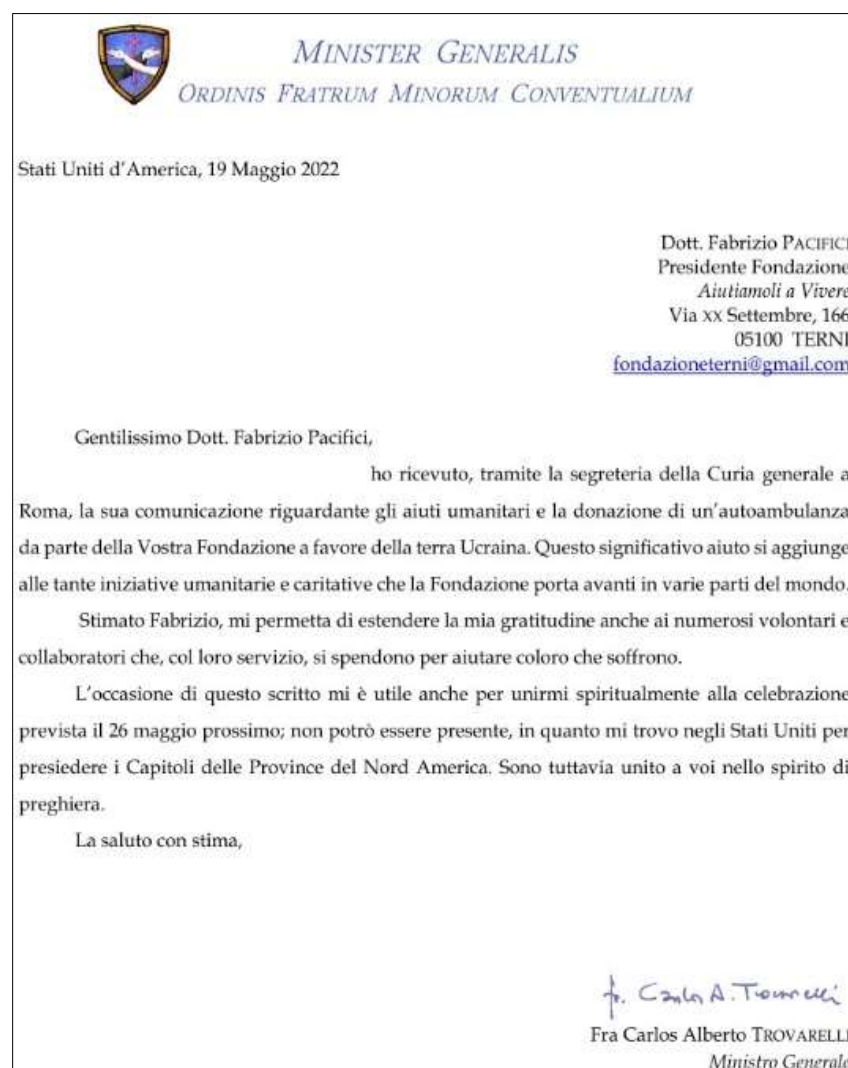 MINISTER GENERALIS
ORDINIS FRATRUM MINORUM CONVENTUALIUM
Stati Uniti d'America, 19 Maggio 2022
Dott. Fabrizio PACIFICI
Presidente Fondazione
Aiutiamoli a Vivere
Via XX Settembre, 166
05100 TERNI
fondazioneterni@gmail.com
Gentilissimo Dott. Fabrizio Pacifici,
ho ricevuto, tramite la segreteria della Curia generale a
Roma, la sua comunicazione riguardante gli aiuti umanitari e la donazione di un'autoambulanza
da parte della Vostra Fondazione a favore della terra Ucraina. Questo significativo aiuto si aggiunge
alle tante iniziative umanitarie e caritative che la Fondazione porta avanti in varie parti del mondo.
Stimato Fabrizio, mi permetta di estendere la mia gratitudine anche ai numerosi volontari e
collaboratori che, col loro servizio, si spendono per aiutare coloro che soffrono.
L'occasione di questo scritto mi è utile anche per unirmi spiritualmente alla celebrazione
prevista il 26 maggio prossimo; non potrò essere presente, in quanto mi trovo negli Stati Uniti per
presiedere i Capitoli delle Province del Nord America. Sono tuttavia unito a voi nello spirito di
preghiera.
La saluto con stima,
fr. Carlos A. Trovarelli
Fra Carlos Alberto TROVARELLI
Ministro Generale